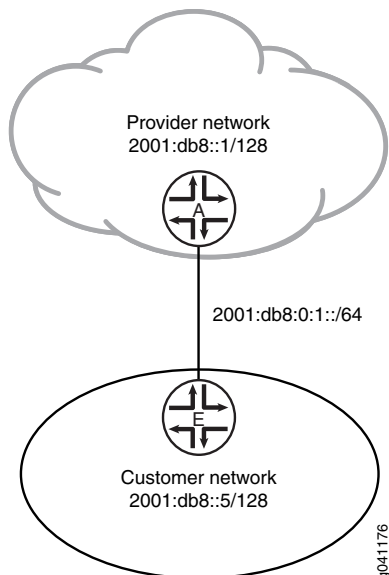 Provider network
2001:db8::1/128
A
2001:db8:0:1::/64
E
Customer network
2001:db8::5/128
g041176